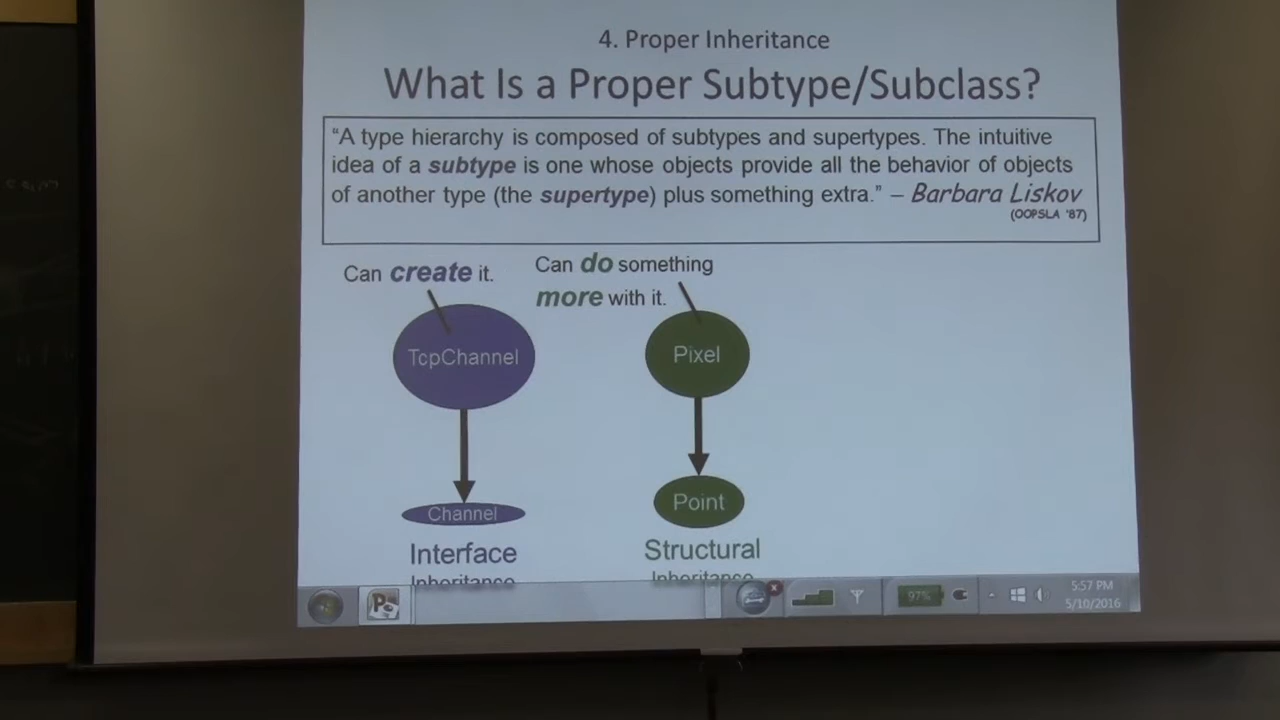 4. Proper Inheritance
What Is a Proper Subtype/Subclass?
“A type hierarchy is composed of subtypes and supertypes. The intuitive
idea of a subtype is one whose objects provide all the behavior of objects
of another type (the supertype) plus something extra.” – Barbara Liskov
(OOPSLA '87)
Can create it.
Can do something
more with it.
TcpChannel
Pixel
Channel
Point
Interface
Inheritance
Structural
Inheritance
97%
5:57 PM
5/10/2016